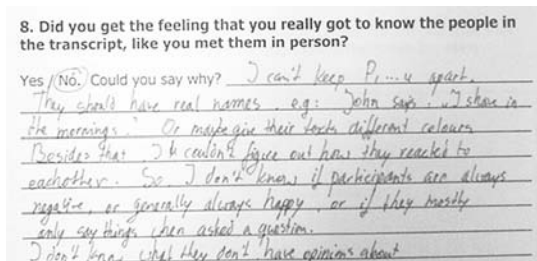 8. Did you get the feeling that you really got to know the people in
the transcript, like you met them in person?
Yes / No. Could you say why? I can't keep P1...4 apart.
They should have real names. e.g: John says: "I shave in
the mornings." Or maybe give their texts different colours
Besides that I couldn't figure out how they reacted to
eachother. So I don't know if participants are always
negative, or generally always happy, or if they mostly
only say things when asked a question.
I don't know what they don't have opinions about